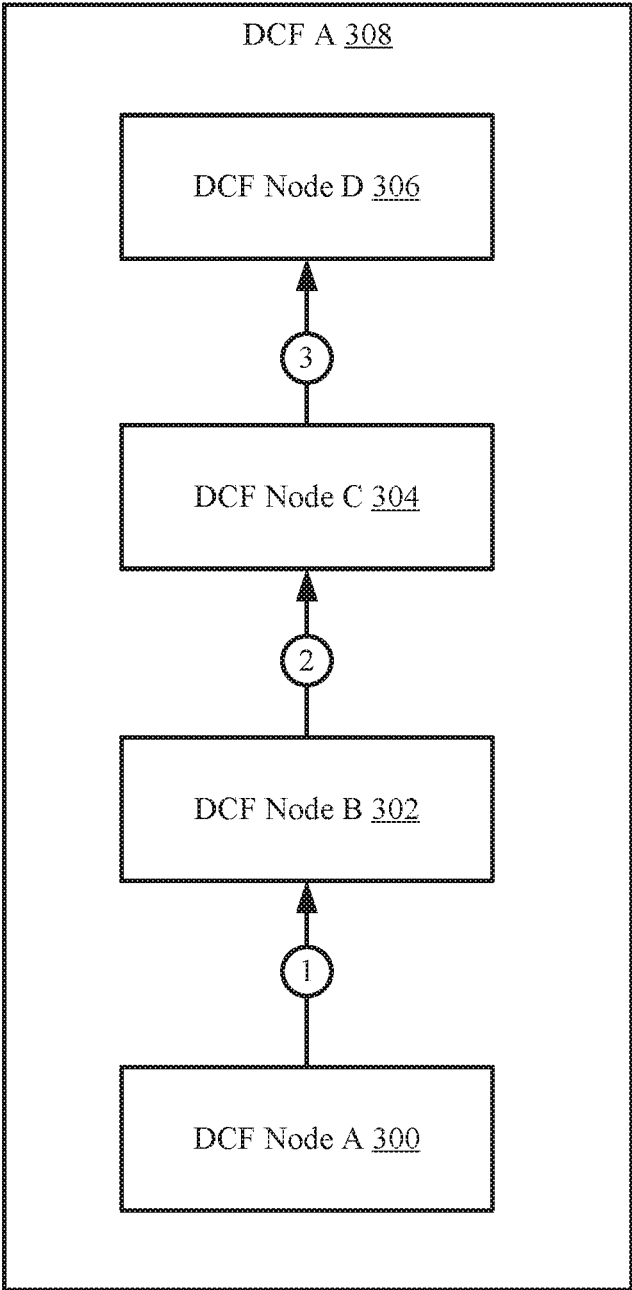 DCF A 308
DCF Node D 306
3
DCF Node C 304
2
DCF Node B 302
1
DCF Node A 300